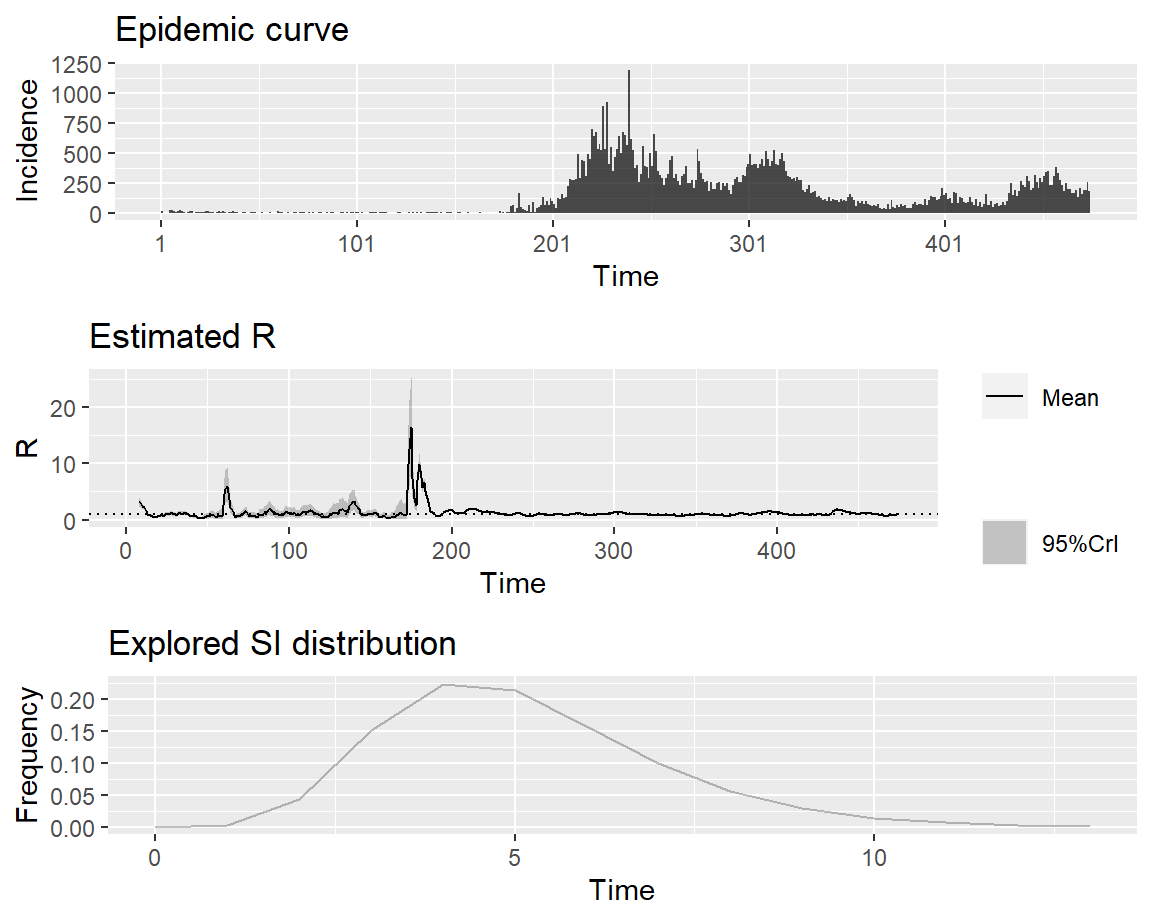 Epidemic curve
Incidence
1250
1000
750
500
250
0
1 101 201 301 401
Time
Estimated R
R
20
10
0
0 100 200 300 400
Time
Mean
95%CrI
Explored SI distribution
Frequency
0.20
0.15
0.10
0.05
0.00
0 5 10
Time